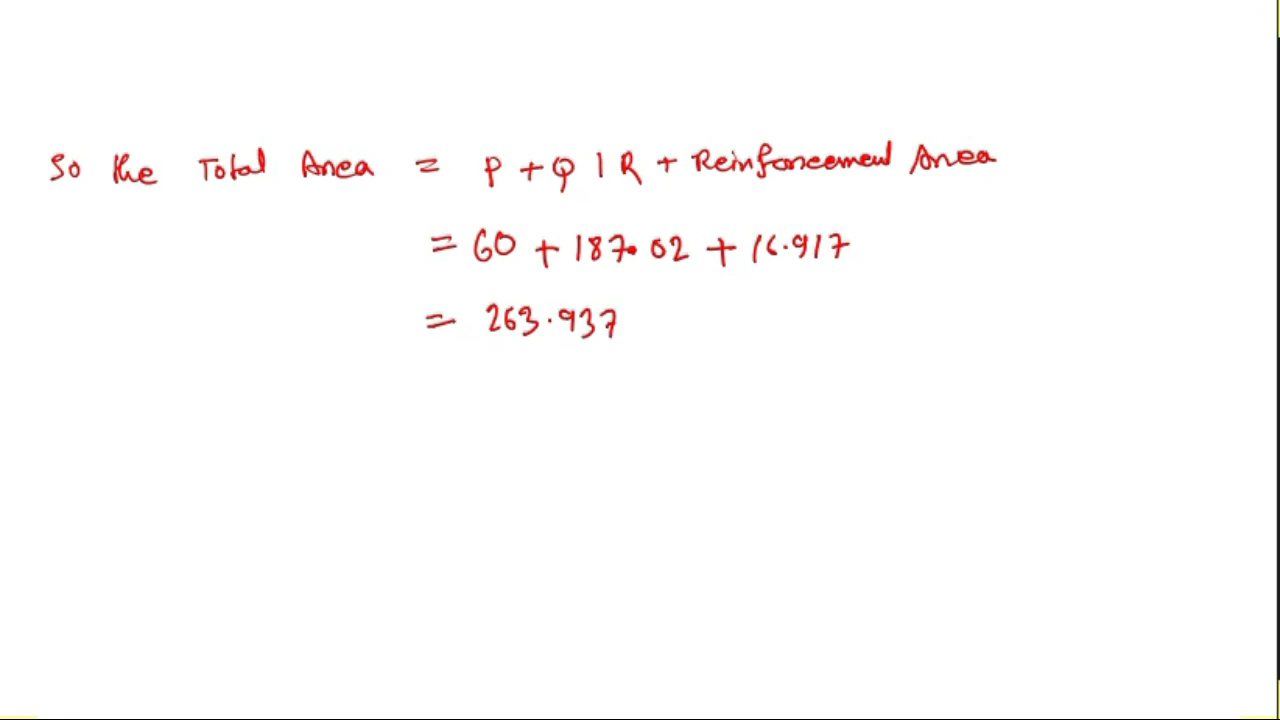 So the Total Area = P + Q | R + Reinforcement Area
= 60 + 187.02 + 16.917
= 263.937